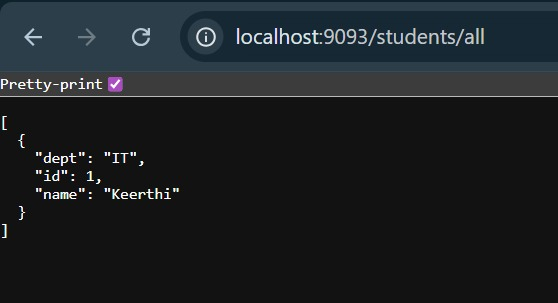 localhost:9093/students/all
Pretty-print
[
  {
    "dept": "IT",
    "id": 1,
    "name": "Keerthi"
  }
]